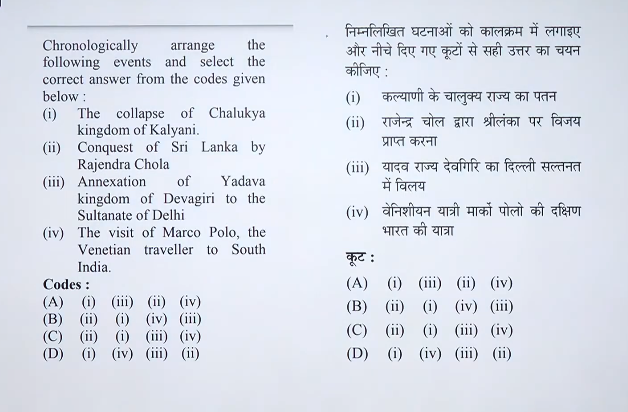 Chronologically arrange the
following events and select the
correct answer from the codes given
below :
(i) The collapse of Chalukya
kingdom of Kalyani.
(ii) Conquest of Sri Lanka by
Rajendra Chola
(iii) Annexation of Yadava
kingdom of Devagiri to the
Sultanate of Delhi
(iv) The visit of Marco Polo, the
Venetian traveller to South
India.
Codes :
(A) (i) (iii) (ii) (iv)
(B) (ii) (i) (iv) (iii)
(C) (ii) (i) (iii) (iv)
(D) (i) (iv) (iii) (ii)
निम्नलिखित घटनाओं को कालक्रम में लगाइए
और नीचे दिए गए कूटों से सही उत्तर का चयन
कीजिए :
(i) कल्याणी के चालुक्य राज्य का पतन
(ii) राजेन्द्र चोल द्वारा श्रीलंका पर विजय
प्राप्त करना
(iii) यादव राज्य देवगिरि का दिल्ली सल्तनत
में विलय
(iv) वेनिशीयन यात्री मार्को पोलो की दक्षिण
भारत की यात्रा
कूट :
(A) (i) (iii) (ii) (iv)
(B) (ii) (i) (iv) (iii)
(C) (ii) (i) (iii) (iv)
(D) (i) (iv) (iii) (ii)